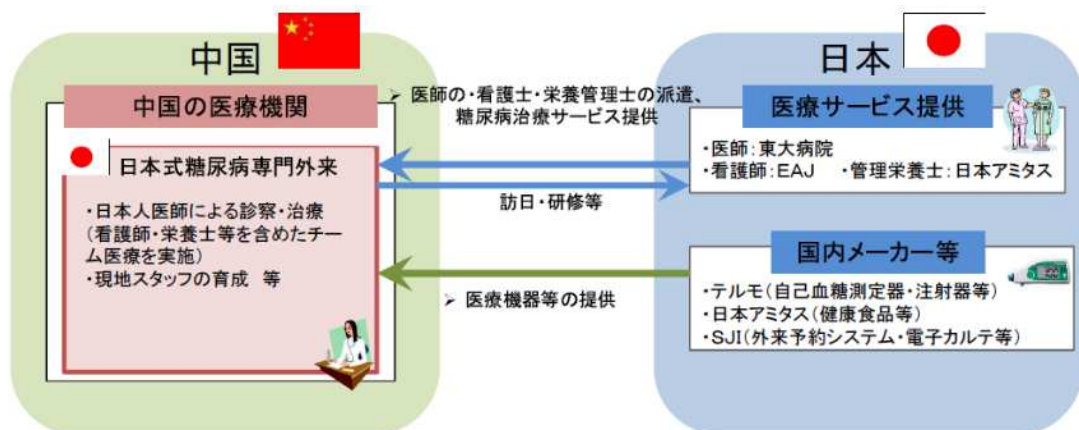 中国
日本
中国の医療機関
➢ 医師の・看護士・栄養管理士の派遣、
糖尿病治療サービス提供
医療サービス提供
日本式糖尿病専門外来
・医師：東大病院
・看護師：EAJ ・管理栄養士：日本アミタス
・日本人医師による診察・治療
(看護師・栄養士等を含めたチー
ム医療を実施)
・現地スタッフの育成 等
訪日・研修等
国内メーカー等
➢ 医療機器等の提供
・テルモ(自己血糖測定器・注射器等)
・日本アミタス(健康食品等)
・SJI(外来予約システム・電子カルテ等)